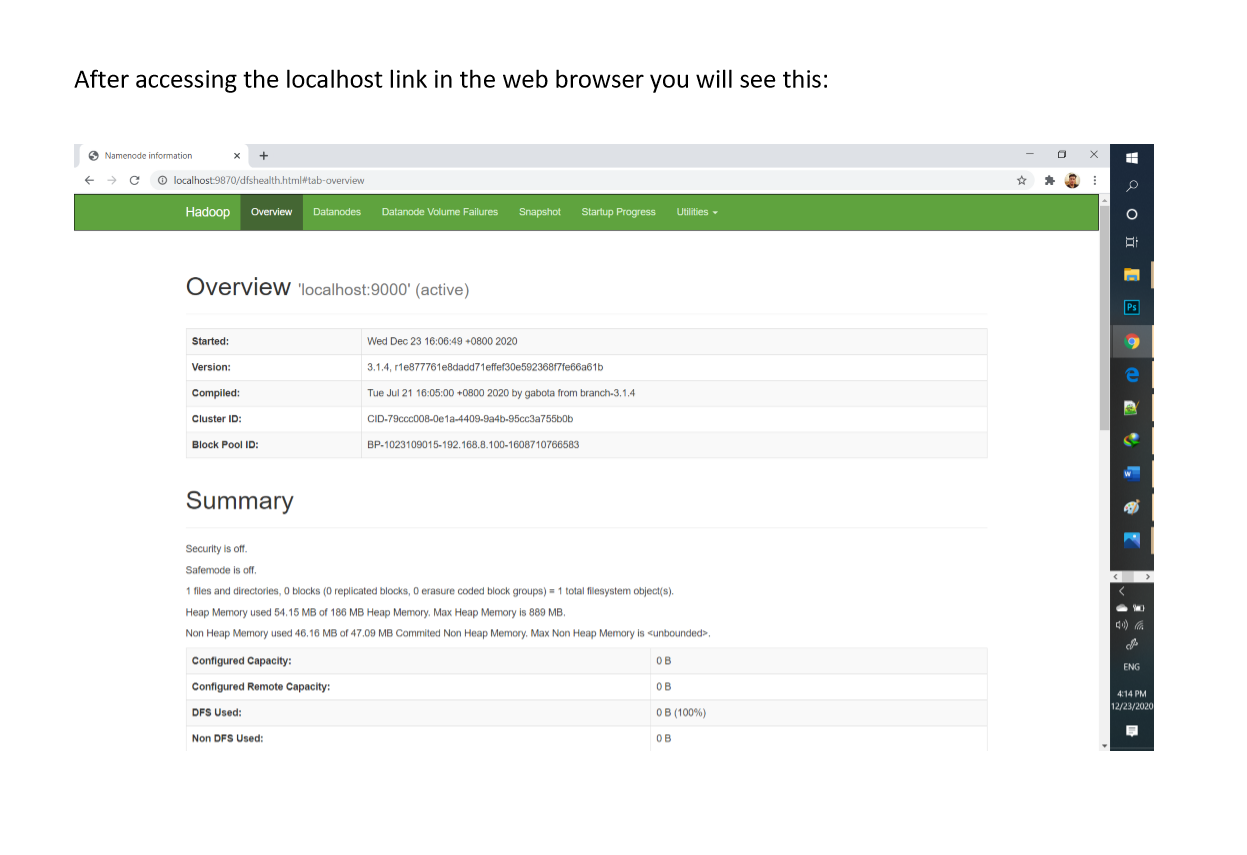 After accessing the localhost link in the web browser you will see this:
Namenode information
localhost:9870/dfshealth.html#tab-overview
Hadoop Overview Datanodes Datanode Volume Failures Snapshot Startup Progress Utilities
Overview 'localhost:9000' (active)
Started: Wed Dec 23 16:06:49 +0800 2020
Version: 3.1.4, r1e877761e8dadd71effef30e592368f7fe66a61b
Compiled: Tue Jul 21 16:05:00 +0800 2020 by gabota from branch-3.1.4
Cluster ID: CID-79ccc008-0e1a-4409-9a4b-95cc3a755b0b
Block Pool ID: BP-1023109015-192.168.8.100-1608710766583
Summary
Security is off.
Safemode is off.
1 files and directories, 0 blocks (0 replicated blocks, 0 erasure coded block groups) = 1 total filesystem object(s).
Heap Memory used 54.15 MB of 186 MB Heap Memory. Max Heap Memory is 889 MB.
Non Heap Memory used 46.16 MB of 47.09 MB Commited Non Heap Memory. Max Non Heap Memory is <unbounded>.
Configured Capacity: 0 B
Configured Remote Capacity: 0 B
DFS Used: 0 B (100%)
Non DFS Used: 0 B
Ps
W
ENG
4:14 PM
12/23/2020